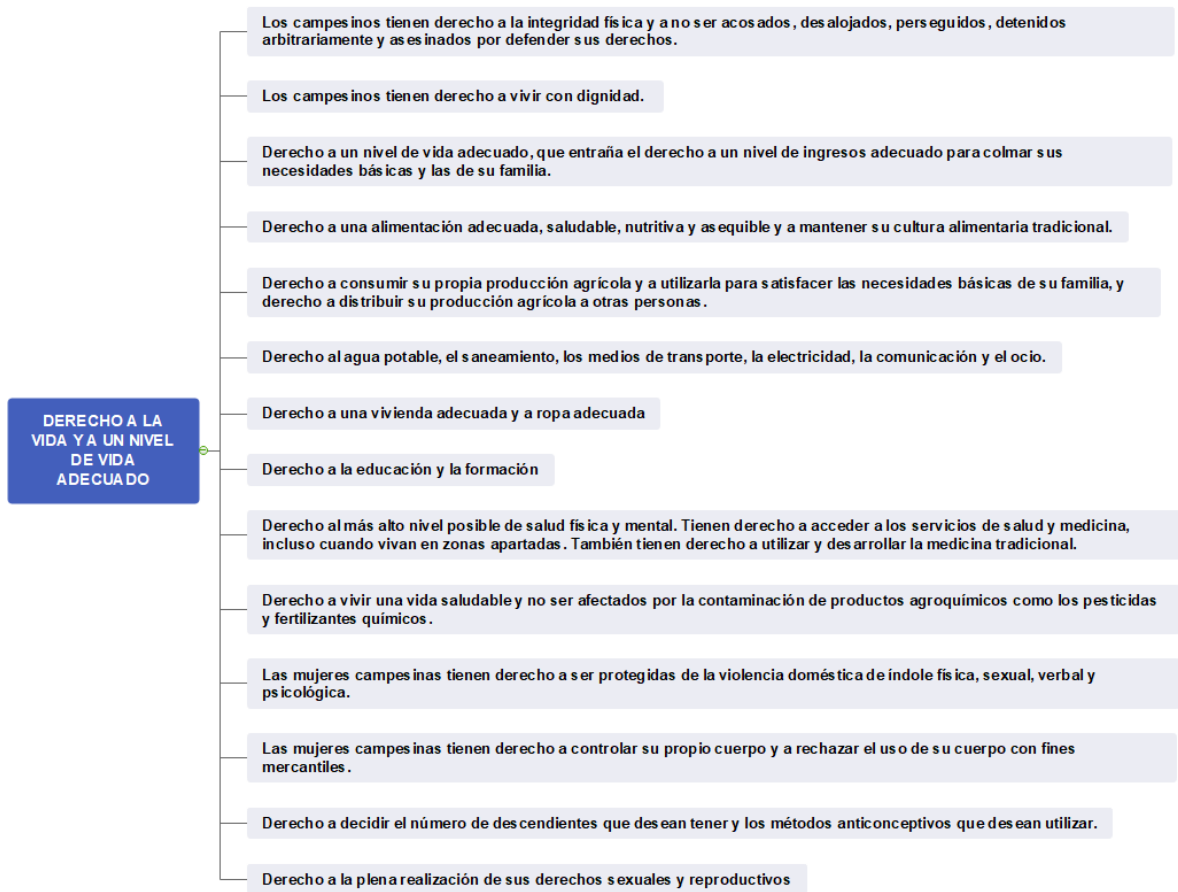 Los campesinos tienen derecho a la integridad física y a no ser acosados, desalojados, perseguidos, detenidos
arbitrariamente y asesinados por defender sus derechos.
Los campesinos tienen derecho a vivir con dignidad.
Derecho a un nivel de vida adecuado, que entraña el derecho a un nivel de ingresos adecuado para colmar sus
necesidades básicas y las de su familia.
Derecho a una alimentación adecuada, saludable, nutritiva y asequible y a mantener su cultura alimentaria tradicional.
Derecho a consumir su propia producción agrícola y a utilizarla para satisfacer las necesidades básicas de su familia, y
derecho a distribuir su producción agrícola a otras personas.
Derecho al agua potable, el saneamiento, los medios de transporte, la electricidad, la comunicación y el ocio.
DERECHO A LA
VIDA Y A UN NIVEL
DE VIDA
ADECUADO
Derecho a una vivienda adecuada y a ropa adecuada
Derecho a la educación y la formación
Derecho al más alto nivel posible de salud física y mental. Tienen derecho a acceder a los servicios de salud y medicina,
incluso cuando vivan en zonas apartadas. También tienen derecho a utilizar y desarrollar la medicina tradicional.
Derecho a vivir una vida saludable y no ser afectados por la contaminación de productos agroquímicos como los pesticidas
y fertilizantes químicos.
Las mujeres campesinas tienen derecho a ser protegidas de la violencia doméstica de índole física, sexual, verbal y
psicológica.
Las mujeres campesinas tienen derecho a controlar su propio cuerpo y a rechazar el uso de su cuerpo con fines
mercantiles.
Derecho a decidir el número de descendientes que desean tener y los métodos anticonceptivos que desean utilizar.
Derecho a la plena realización de sus derechos sexuales y reproductivos